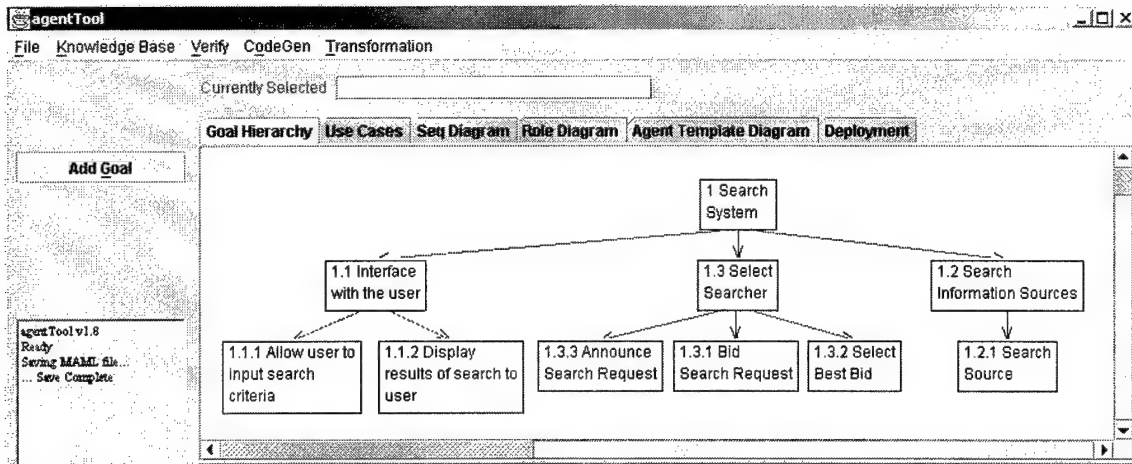 agentTool
File Knowledge Base Verify CodeGen Transformation
Currently Selected
Goal Hierarchy Use Cases Seq Diagram Role Diagram Agent Template Diagram Deployment
Add Goal
1 Search
System
1.1 Interface
with the user
1.3 Select
Searcher
1.2 Search
Information Sources
1.1.1 Allow user to
input search
criteria
1.1.2 Display
results of search to
user
1.3.3 Announce
Search Request
1.3.1 Bid
Search Request
1.3.2 Select
Best Bid
1.2.1 Search
Source
agentTool v1.8
Ready
Saving MAML file...
... Save Complete